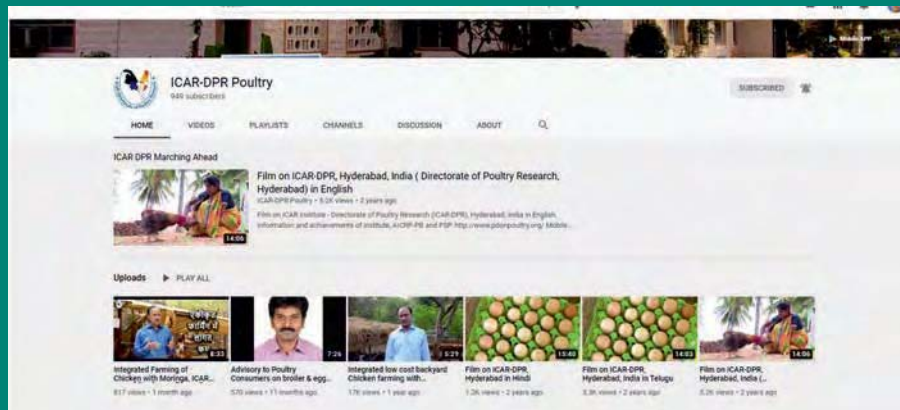 Mobile APP
ICAR-DPR Poultry
949 subscribers
SUBSCRIBED
HOME VIDEOS PLAYLISTS CHANNELS DISCUSSION ABOUT
ICAR DPR Marching Ahead
Film on ICAR-DPR, Hyderabad, India ( Directorate of Poultry Research,
Hyderabad) in English
ICAR-DPR Poultry • 5.2K views • 2 years ago
Film on ICAR Institute - Directorate of Poultry Research (ICAR-DPR), Hyderabad, India in English.
Information and achievements of institute, AICRP-PB and PSP http://www.pdonpoultry.org/ Mobile...
14:06
Uploads PLAY ALL
एकीकृत
फार्मिंग में
8:33
7:26
5:29
15:40
14:03
14:06
Integrated Farming of
Chicken with Moringa, ICAR...
817 views • 1 month ago
Advisory to Poultry
Consumers on broiler & egg...
570 views • 11 months ago
Integrated low cost backyard
Chicken farming with...
17K views • 1 year ago
Film on ICAR-DPR,
Hyderabad in Hindi
1.2K views • 2 years ago
Film on ICAR-DPR,
Hyderabad, India in Telugu
3.3K views • 2 years ago
Film on ICAR-DPR,
Hyderabad, India (...
5.2K views • 2 years ago